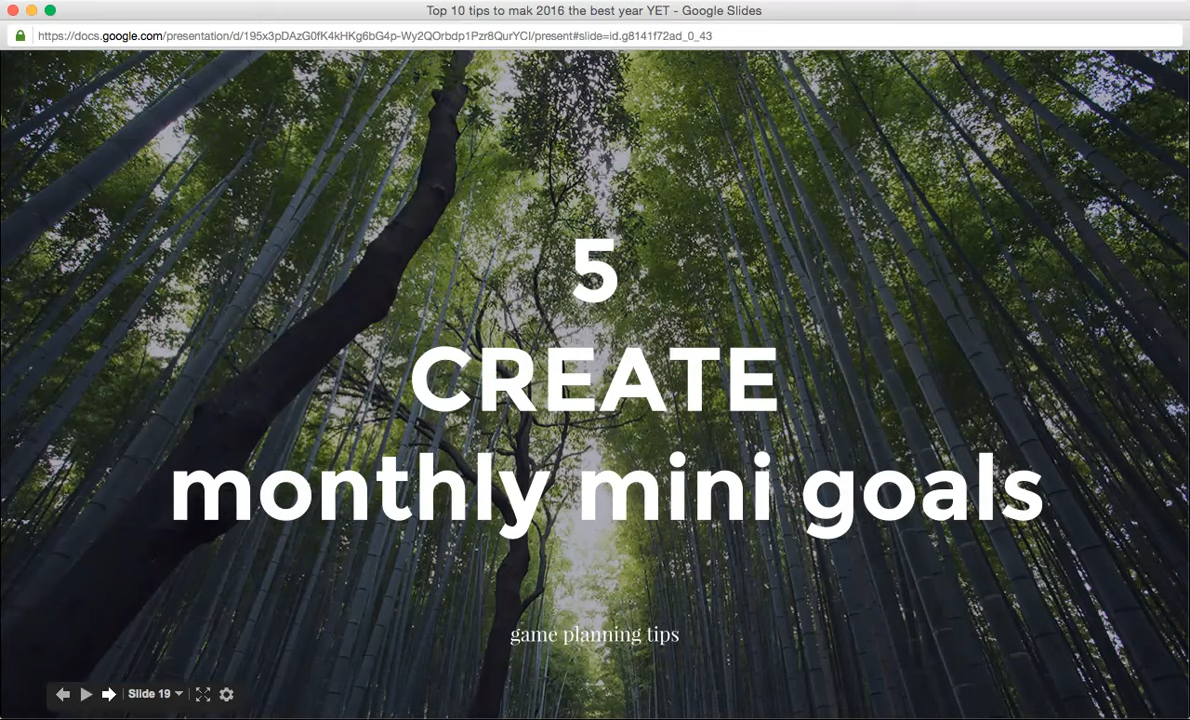 Top 10 tips to mak 2016 the best year YET - Google Slides
https://docs.google.com/presentation/d/195x3pDAzG0fK4kHKg6bG4p-Wy2QOrbdp1Pzr8QurYCI/present#slide=id.g8141f72ad_0_43
5
CREATE
monthly mini goals
game planning tips
Slide 19